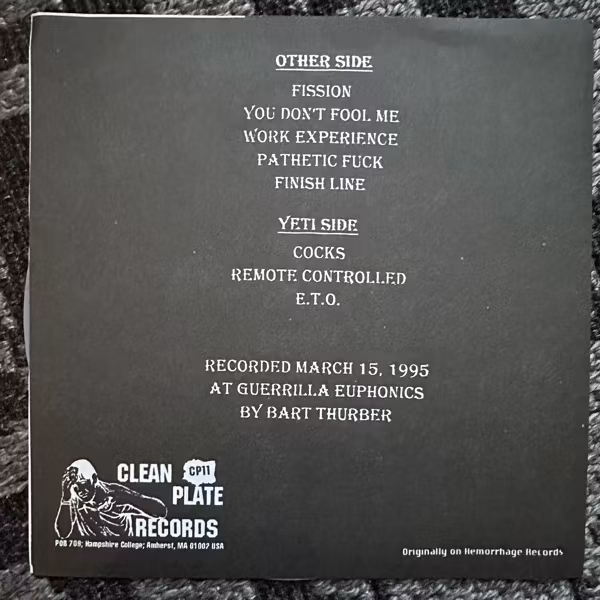 OTHER SIDE
FISSION
YOU DON'T FOOL ME
WORK EXPERIENCE
PATHETIC FUCK
FINISH LINE
YETI SIDE
COCKS
REMOTE CONTROLLED
E.T.O.
RECORDED MARCH 15, 1995
AT GUERRILLA EUPHONICS
BY BART THURBER
CLEAN CP11
PLATE
RECORDS
POB 709; Hampshire College; Amherst, MA 01002 USA
Originally on Hemorrhage Records